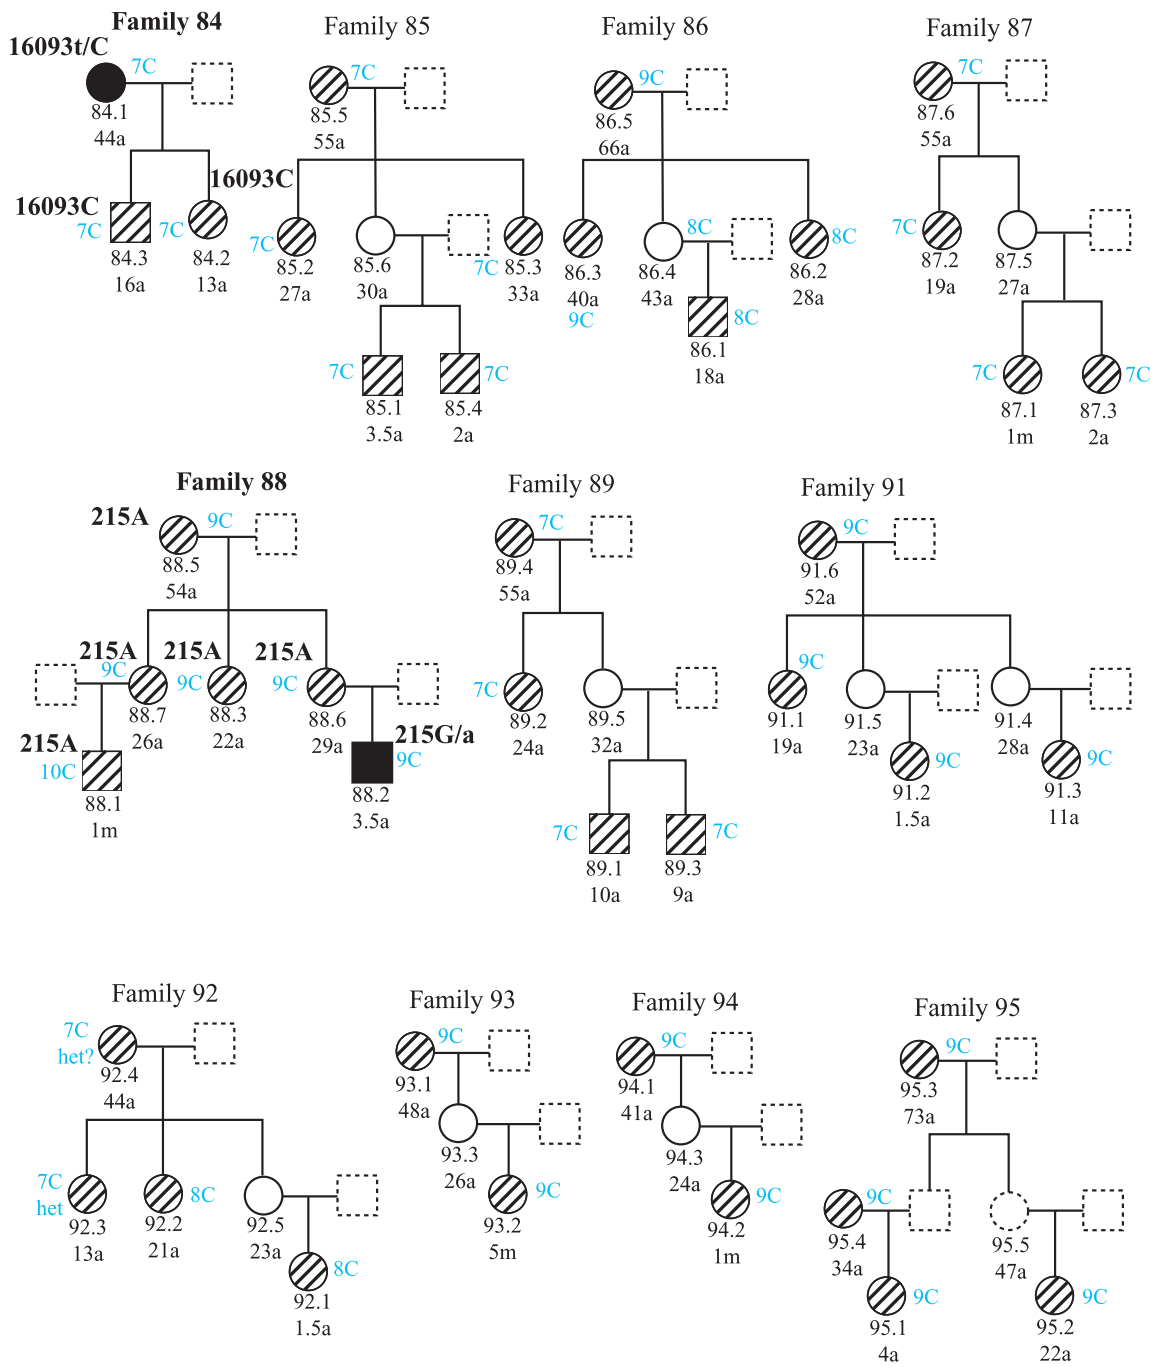 Family 84
16093t/C
7C
84.1
44a
16093C
7C
84.3
16a
16093C
7C
84.2
13a
Family 85
7C
85.5
55a
7C
85.2
27a
85.6
30a
7C
85.3
33a
7C
85.1
3.5a
7C
85.4
2a
Family 86
9C
86.5
66a
86.3
40a
9C
8C
86.4
43a
8C
86.2
28a
8C
86.1
18a
Family 87
7C
87.6
55a
7C
87.2
19a
87.5
27a
7C
87.1
1m
7C
87.3
2a
Family 88
215A
9C
88.5
54a
215A
9C
88.7
26a
215A
9C
88.3
22a
215A
9C
88.6
29a
215A
10C
88.1
1m
215G/a
9C
88.2
3.5a
Family 89
7C
89.4
55a
7C
89.2
24a
89.5
32a
7C
89.1
10a
7C
89.3
9a
Family 91
9C
91.6
52a
9C
91.1
19a
91.5
23a
91.4
28a
9C
91.2
1.5a
9C
91.3
11a
Family 92
7C
het?
92.4
44a
7C
het
92.3
13a
8C
92.2
21a
92.5
23a
8C
92.1
1.5a
Family 93
9C
93.1
48a
93.3
26a
9C
93.2
5m
Family 94
9C
94.1
41a
94.3
24a
9C
94.2
1m
Family 95
9C
95.3
73a
9C
95.4
34a
95.5
47a
9C
95.1
4a
9C
95.2
22a